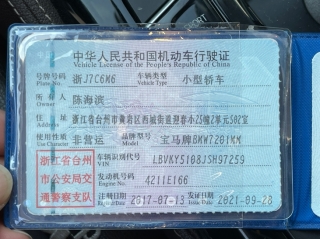 中华人民共和国机动车行驶证
Vehicle License of the People's Republic of China
号牌号码 浙J7C6M6 车辆类型 小型轿车
Plate No. Vehicle Type
所有人 陈海滨
Owner
住址 浙江省台州市黄岩区西城街道迎春小区幢2单元502室
Address
使用性质 非营运 品牌型号 宝马牌BMW7201MM
Use Character Model
浙江省台州 车辆识别代号 LBVKY5108JSH97259
VIN
市公安局交 发动机号码 4211E166
Engine No.
通警察支队 注册日期 2017-07-13 发证日期 2021-09-28
Register Date Issue Date